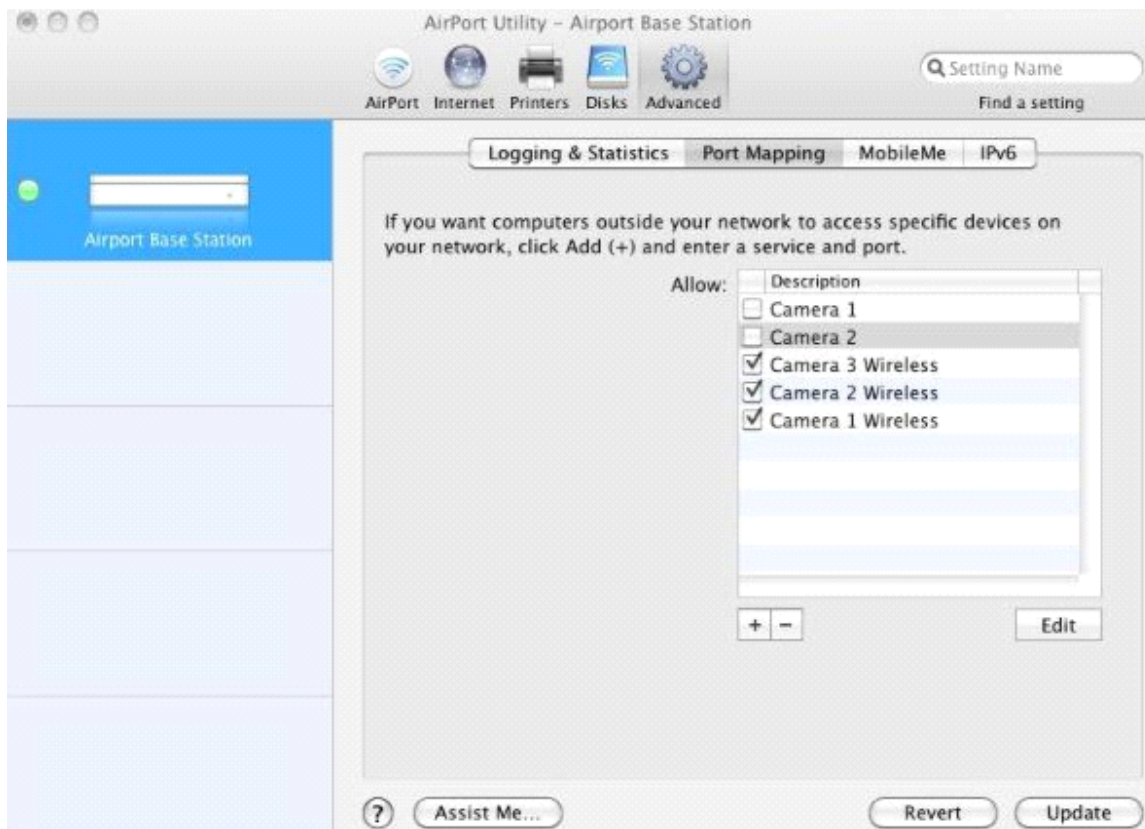 AirPort Utility – Airport Base Station
AirPort Internet Printers Disks Advanced
Setting Name
Find a setting
Logging & Statistics Port Mapping MobileMe IPv6
Airport Base Station
If you want computers outside your network to access specific devices on
your network, click Add (+) and enter a service and port.
Allow:
Description
Camera 1
Camera 2
Camera 3 Wireless
Camera 2 Wireless
Camera 1 Wireless
+ −
Edit
? Assist Me...
Revert
Update